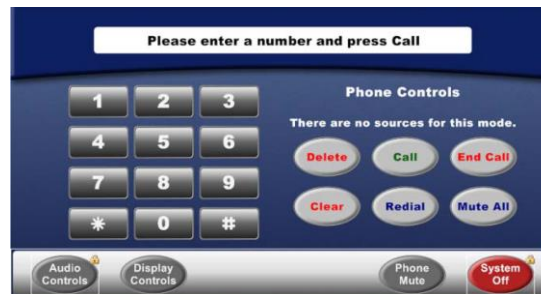 Please enter a number and press Call
Phone Controls
There are no sources for this mode.
1 2 3
4 5 6
7 8 9
* 0 #
Delete Call End Call
Clear Redial Mute All
Audio
Controls
Display
Controls
Phone
Mute
System
Off